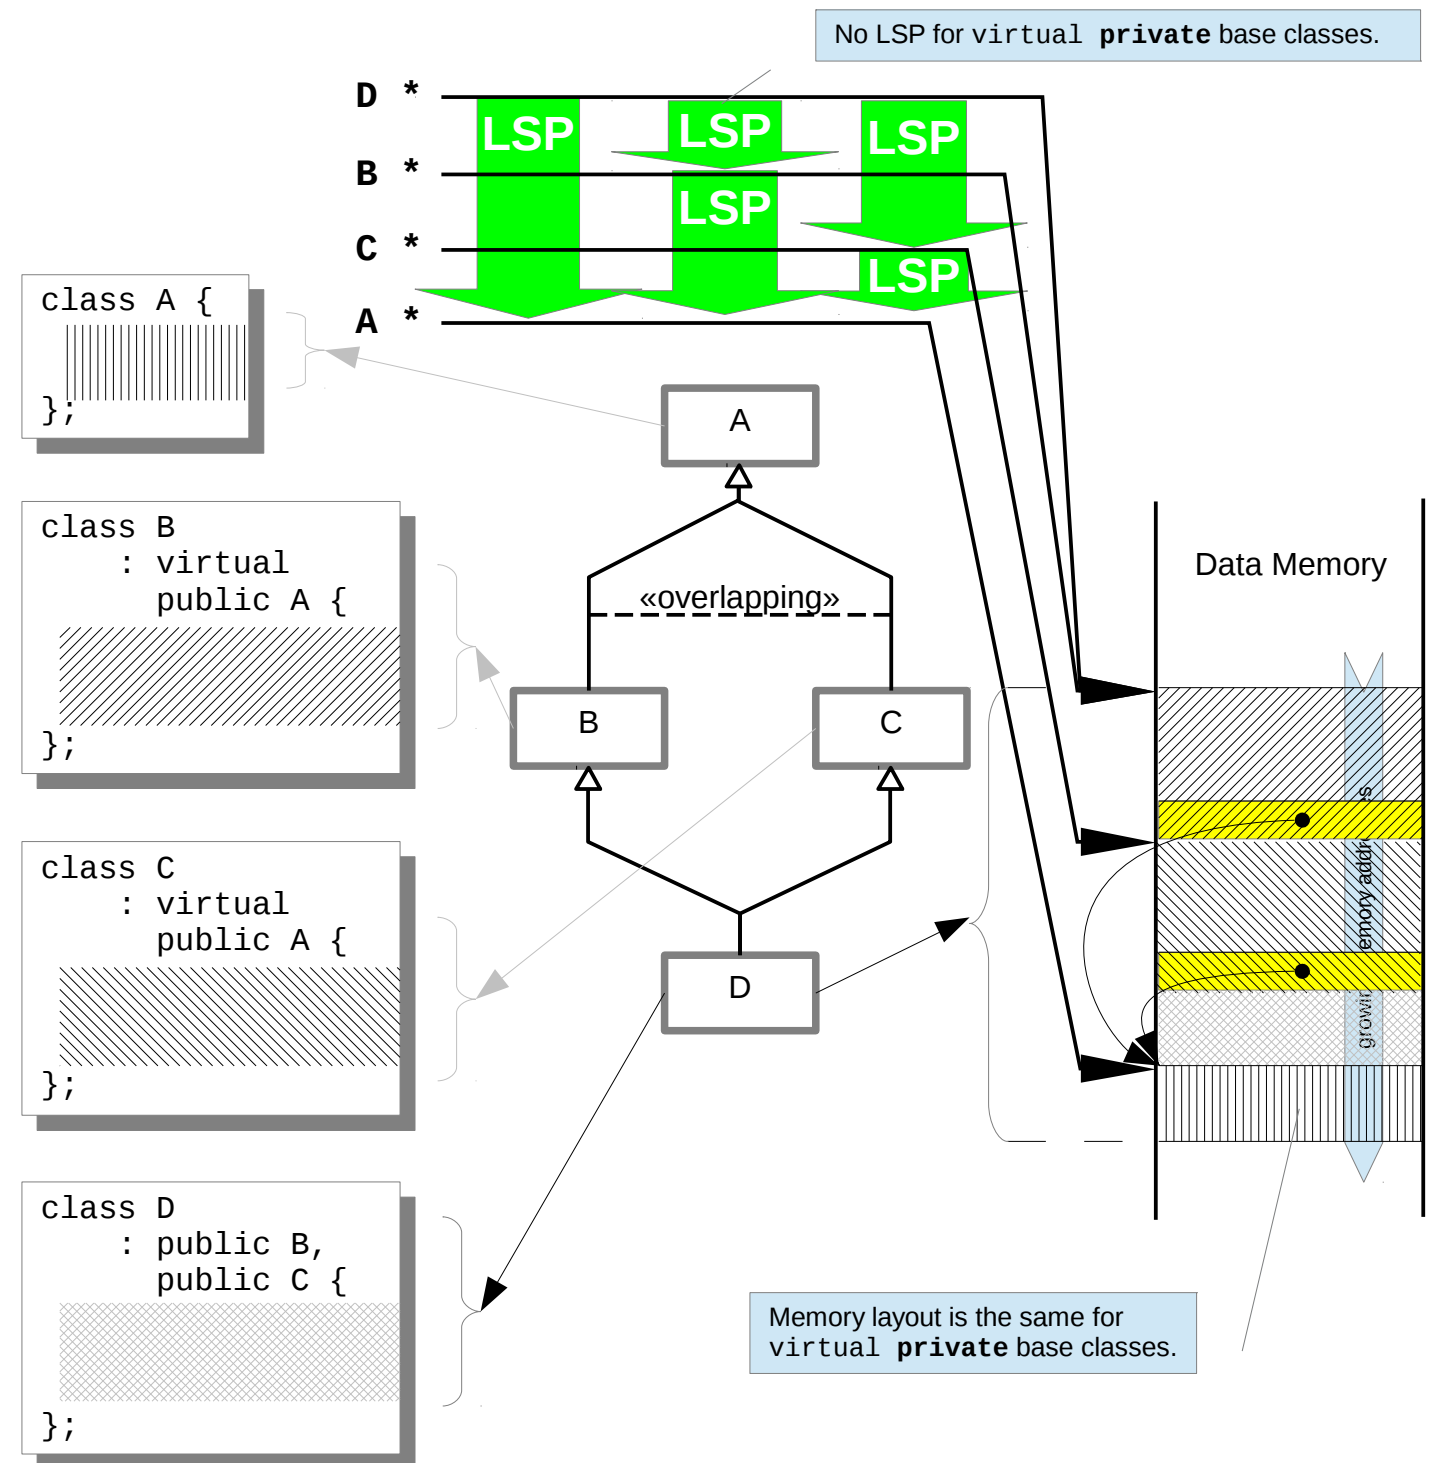 No LSP for virtual private base classes.
D *
LSP
LSP
LSP
B *
LSP
C *
LSP
A *
class A {
};
A
class B
: virtual
public A {
};
«overlapping»
Data Memory
B
C
class C
: virtual
public A {
};
D
class D
: public B,
public C {
};
Memory layout is the same for
virtual private base classes.